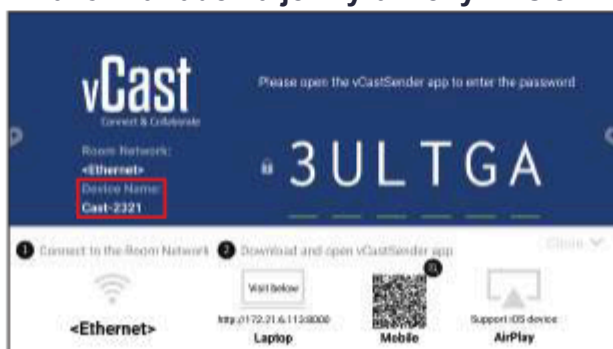 vCast
Connect & Collaborate
Please open the vCastSender app to enter the password
Room Network:
<Ethernet>
Device Name:
Cast-2321
3ULTGA
1 Connect to the Room Network
2 Download and open vCastSender app
Close
<Ethernet>
Visit below
http://172.21.6.113:8000
Laptop
Mobile
Support iOS device
AirPlay